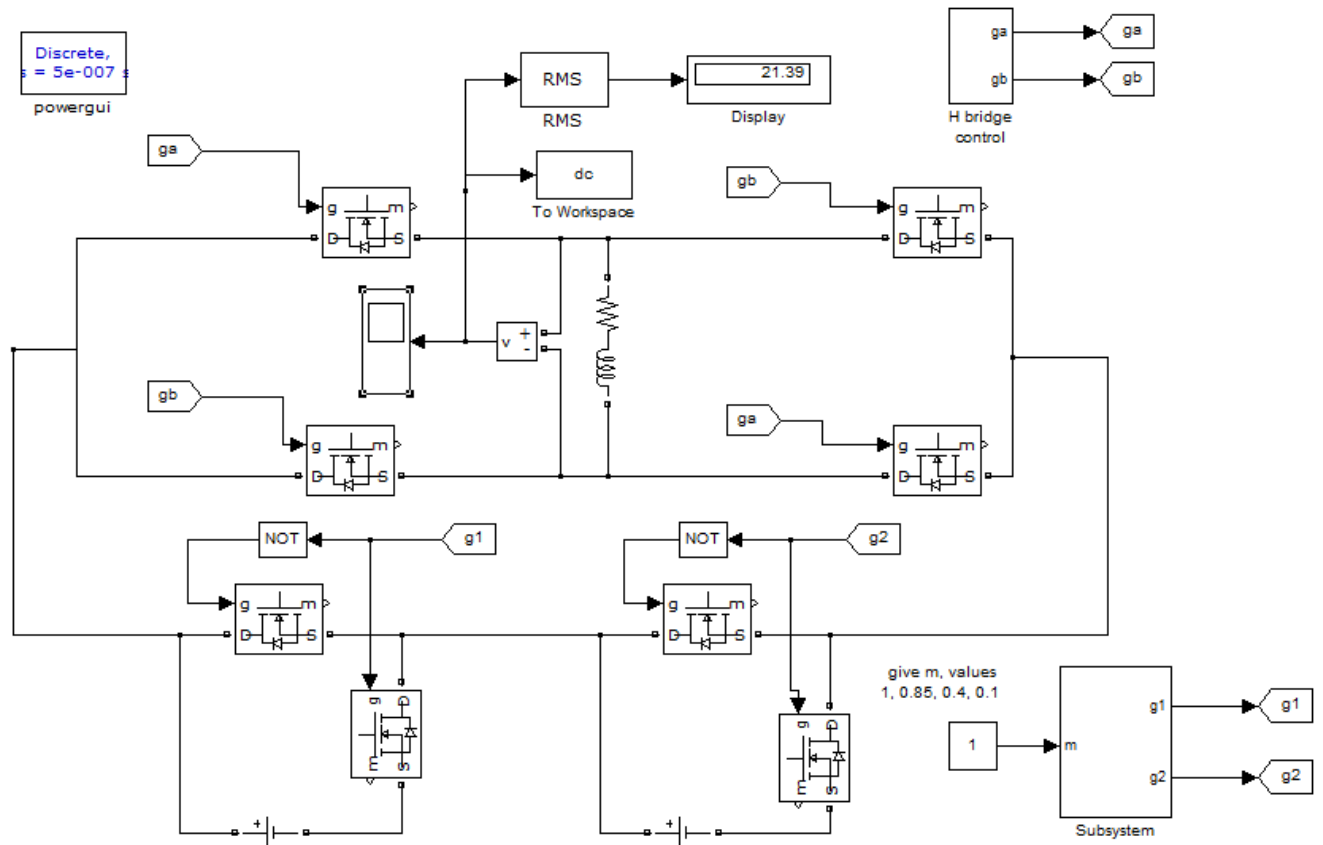 Discrete,
s = 5e-007 s
powergui
RMS
RMS
21.39
Display
ga
gb
H bridge
control
ga
gb
ga
g
m
D
S
dc
To Workspace
gb
g
m
D
S
v
+
-
gb
g
m
D
S
ga
g
m
D
S
NOT
g1
NOT
g2
g
m
D
S
g
m
D
S
g
D
m
S
g
D
m
S
+
+
give m, values
1, 0.85, 0.4, 0.1
1
m
g1
g2
Subsystem
g1
g2